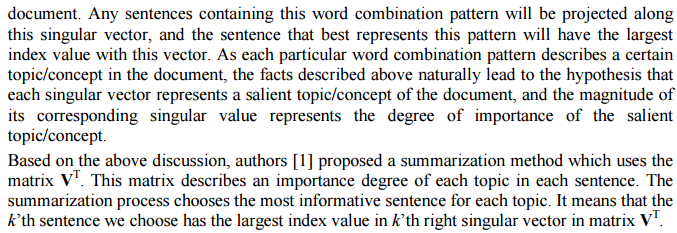 document. Any sentences containing this word combination pattern will be projected along
this singular vector, and the sentence that best represents this pattern will have the largest
index value with this vector. As each particular word combination pattern describes a certain
topic/concept in the document, the facts described above naturally lead to the hypothesis that
each singular vector represents a salient topic/concept of the document, and the magnitude of
its corresponding singular value represents the degree of importance of the salient
topic/concept.
Based on the above discussion, authors [1] proposed a summarization method which uses the
matrix Vᵀ. This matrix describes an importance degree of each topic in each sentence. The
summarization process chooses the most informative sentence for each topic. It means that the
k'th sentence we choose has the largest index value in k'th right singular vector in matrix Vᵀ.